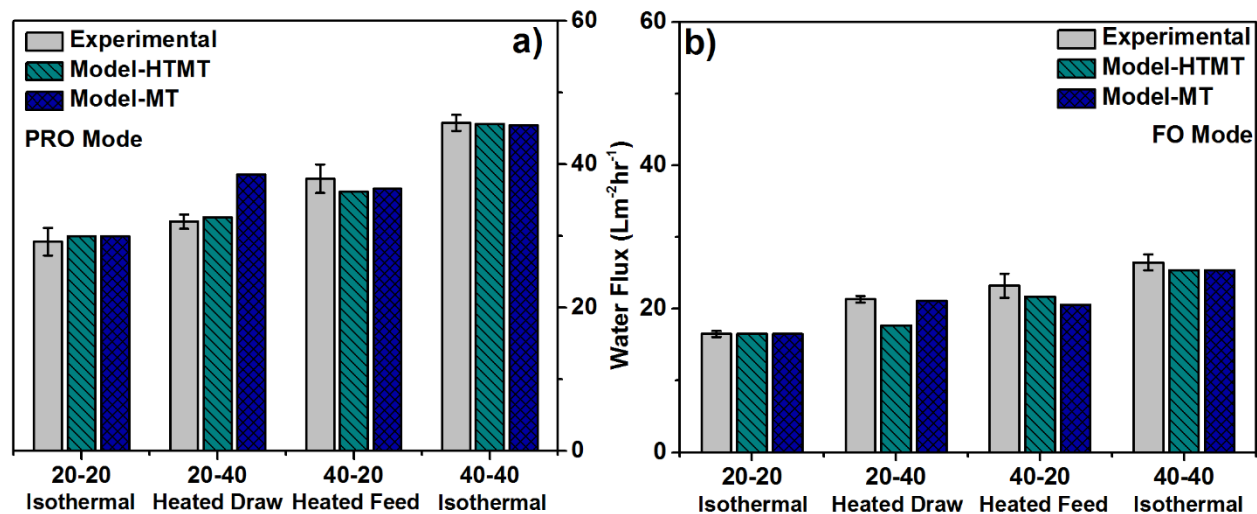 a)
Experimental
Model-HTMT
Model-MT
PRO Mode
60
40
20
0
20-20 20-40 40-20 40-40
Isothermal Heated Draw Heated Feed Isothermal
Water Flux (Lm-2hr-1)
b)
Experimental
Model-HTMT
Model-MT
FO Mode
60
40
20
0
20-20 20-40 40-20 40-40
Isothermal Heated Draw Heated Feed Isothermal